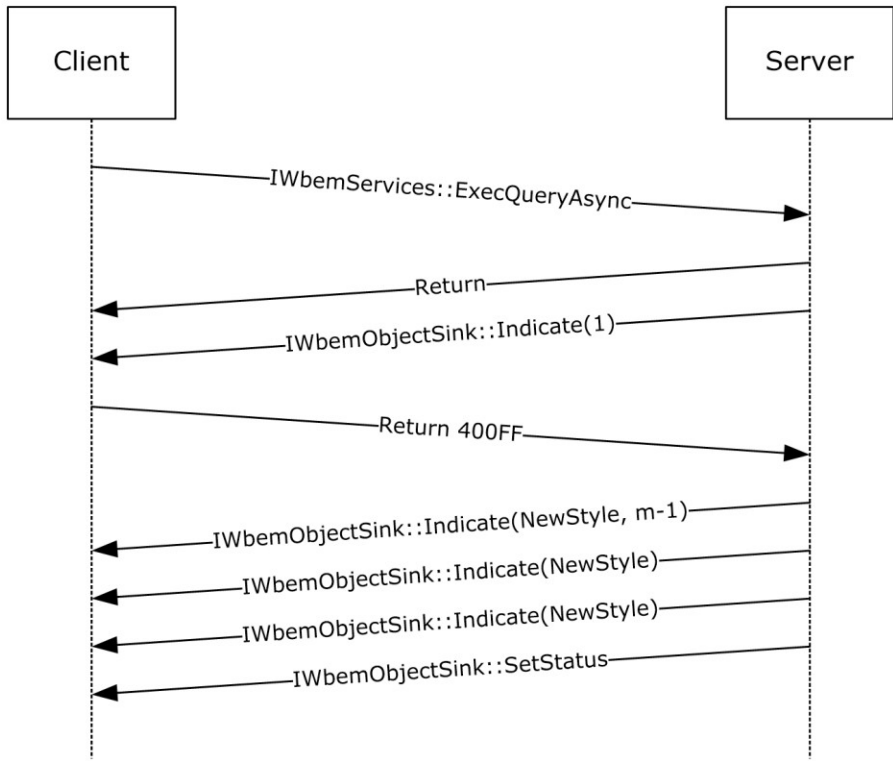 Client
Server
IWbemServices::ExecQueryAsync
Return
IWbemObjectSink::Indicate(1)
Return 400FF
IWbemObjectSink::Indicate(NewStyle, m-1)
IWbemObjectSink::Indicate(NewStyle)
IWbemObjectSink::Indicate(NewStyle)
IWbemObjectSink::SetStatus